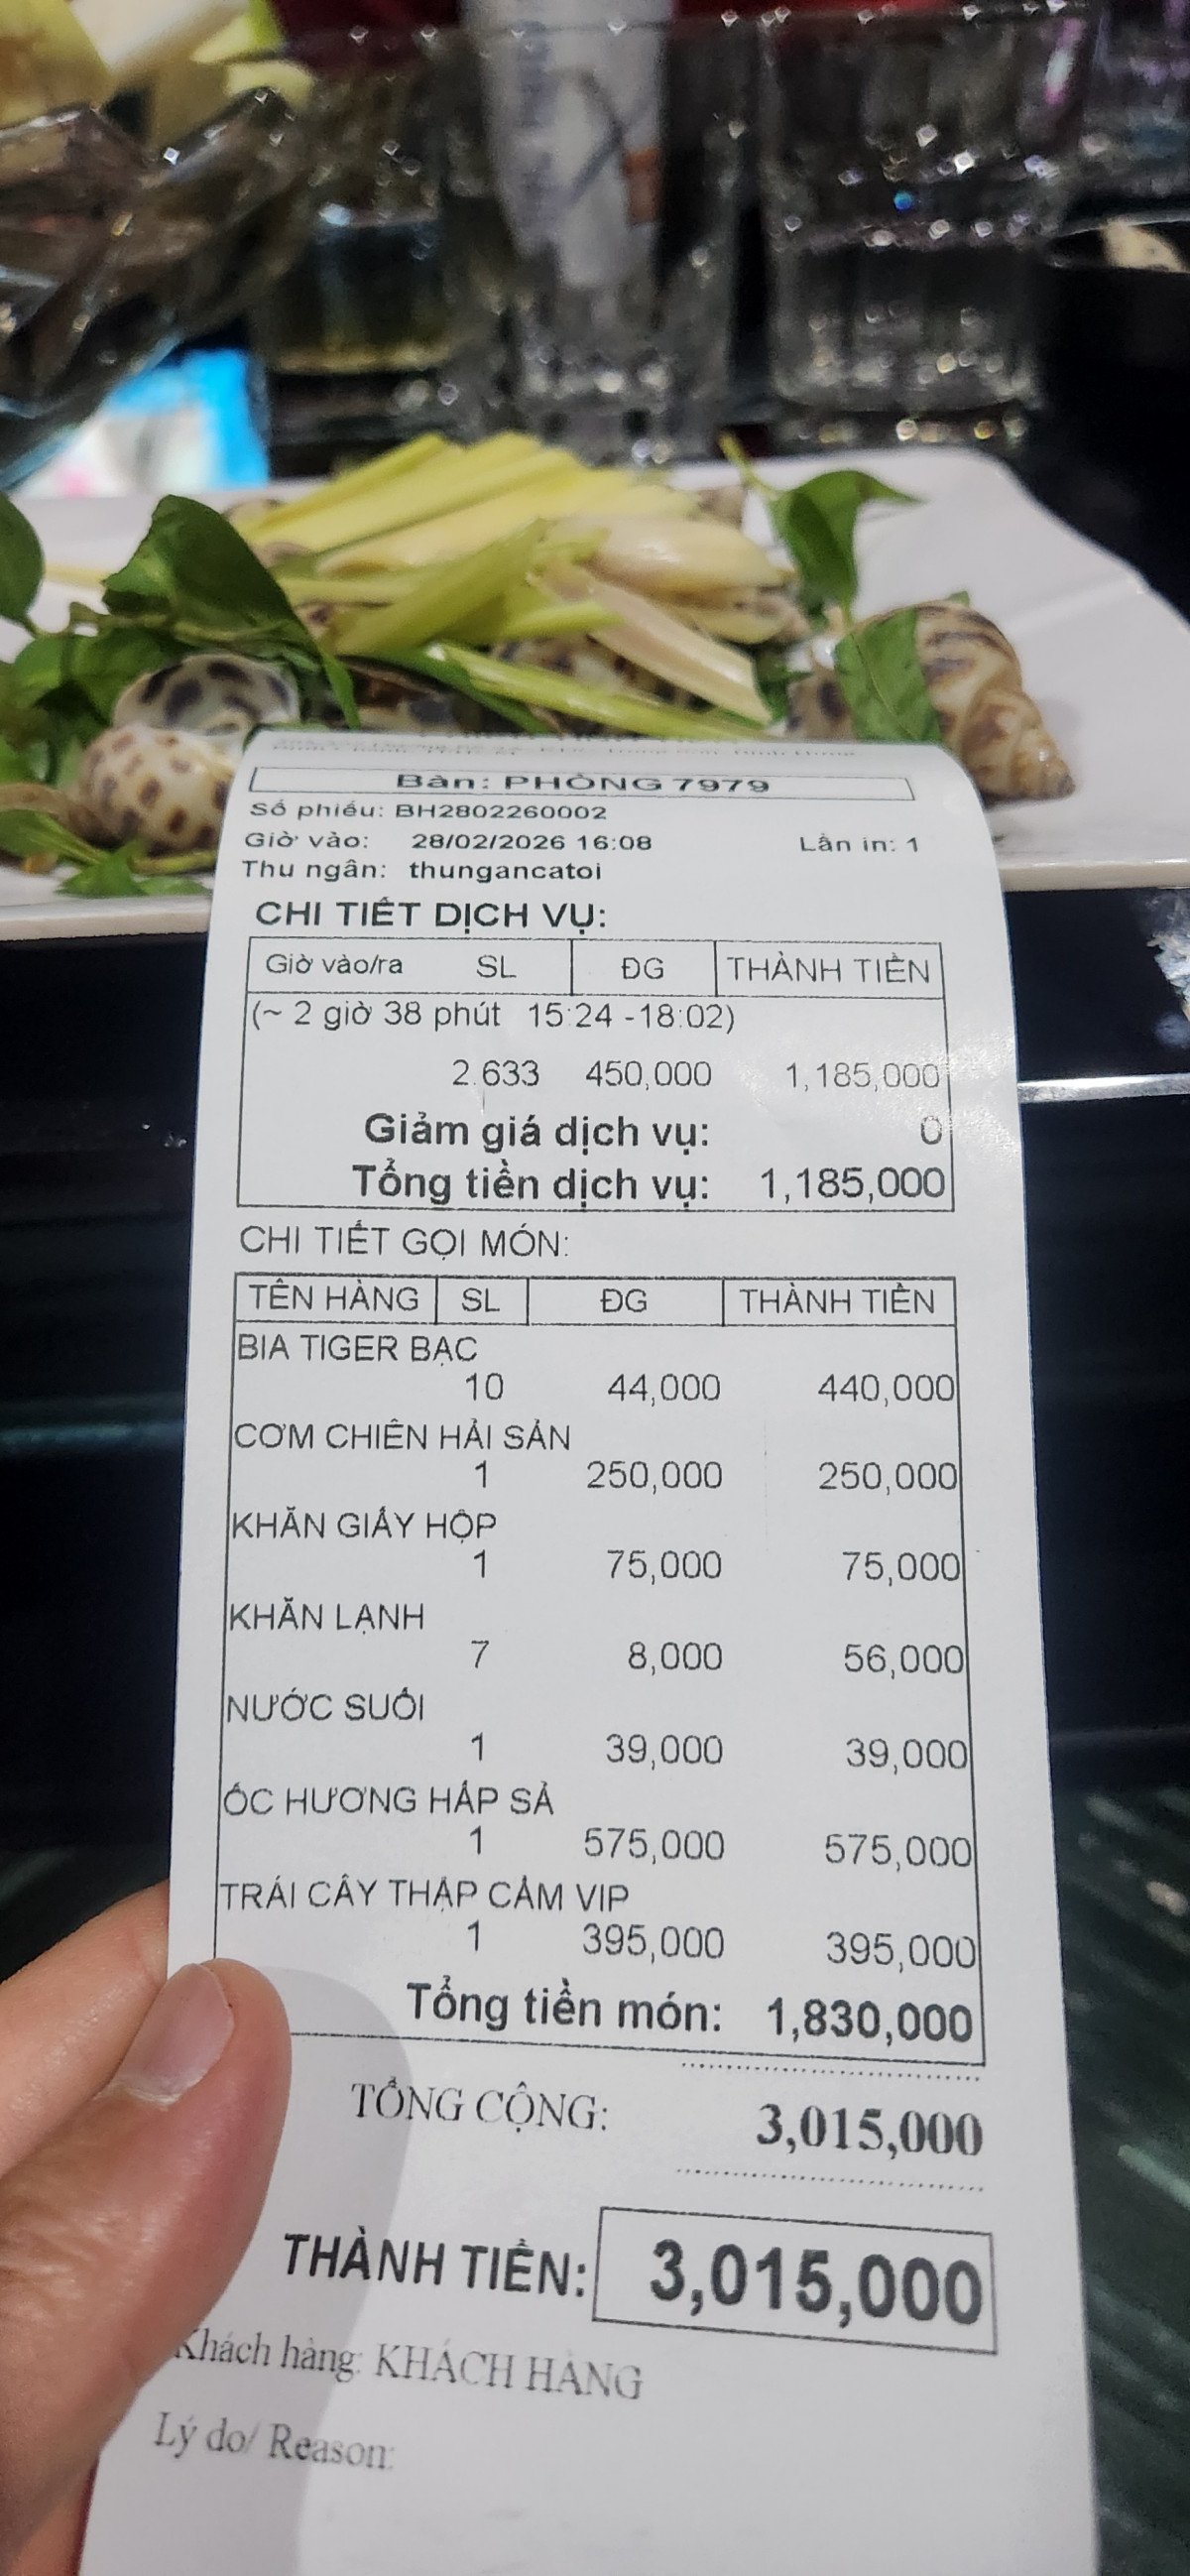 Bàn: PHÒNG 7979
Số phiếu: BH2802260002
Giờ vào: 28/02/2026 16:08 Lần in: 1
Thu ngân: thungancatoi
CHI TIẾT DỊCH VỤ:
Giờ vào/ra SL ĐG THÀNH TIỀN
(~ 2 giờ 38 phút 15:24 -18:02)
2.633 450,000 1,185,000
Giảm giá dịch vụ: 0
Tổng tiền dịch vụ: 1,185,000
CHI TIẾT GỌI MÓN:
TÊN HÀNG SL ĐG THÀNH TIỀN
BIA TIGER BẠC
10 44,000 440,000
CƠM CHIÊN HẢI SẢN
1 250,000 250,000
KHĂN GIẤY HỘP
1 75,000 75,000
KHĂN LẠNH
7 8,000 56,000
NƯỚC SUỐI
1 39,000 39,000
ỐC HƯƠNG HẤP SẢ
1 575,000 575,000
TRÁI CÂY THẬP CẨM VIP
1 395,000 395,000
Tổng tiền món: 1,830,000
TỔNG CỘNG: 3,015,000
THÀNH TIỀN: 3,015,000
Khách hàng: KHÁCH HÀNG
Lý do/ Reason: